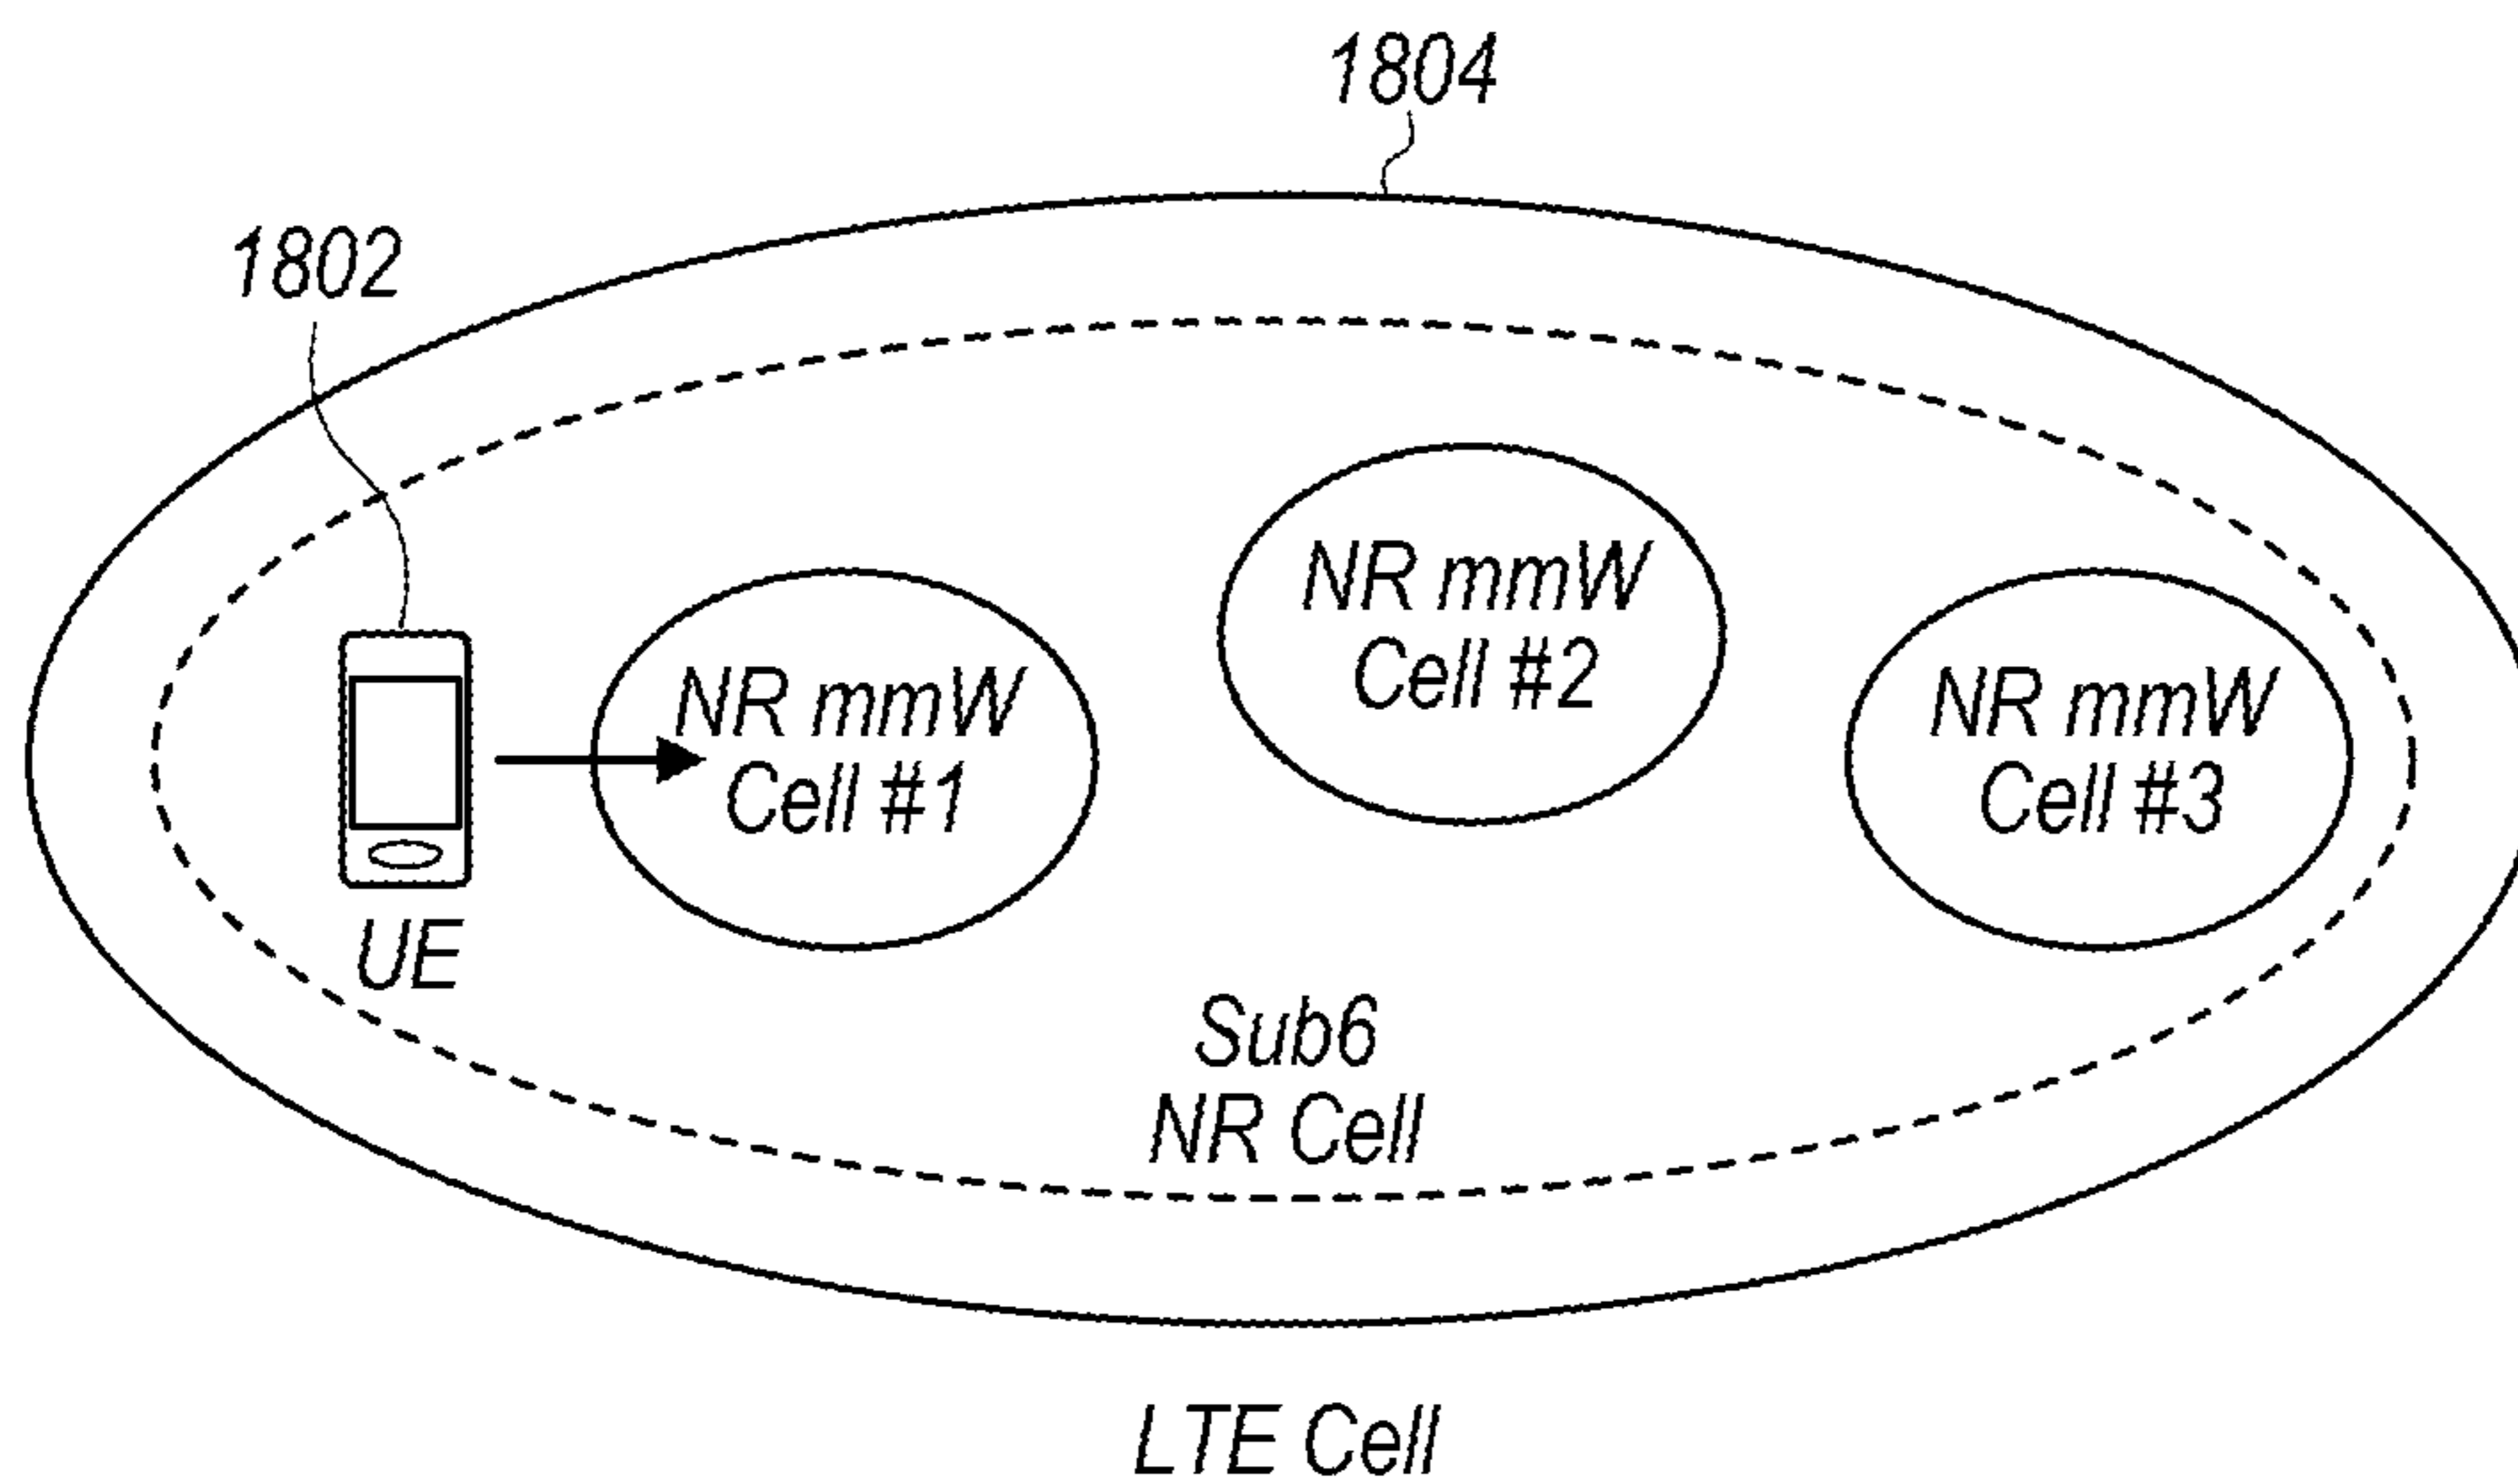 1804
1802
NR mmW
Cell #2
NR mmW
Cell #1
NR mmW
Cell #3
UE
Sub6
NR Cell
LTE Cell